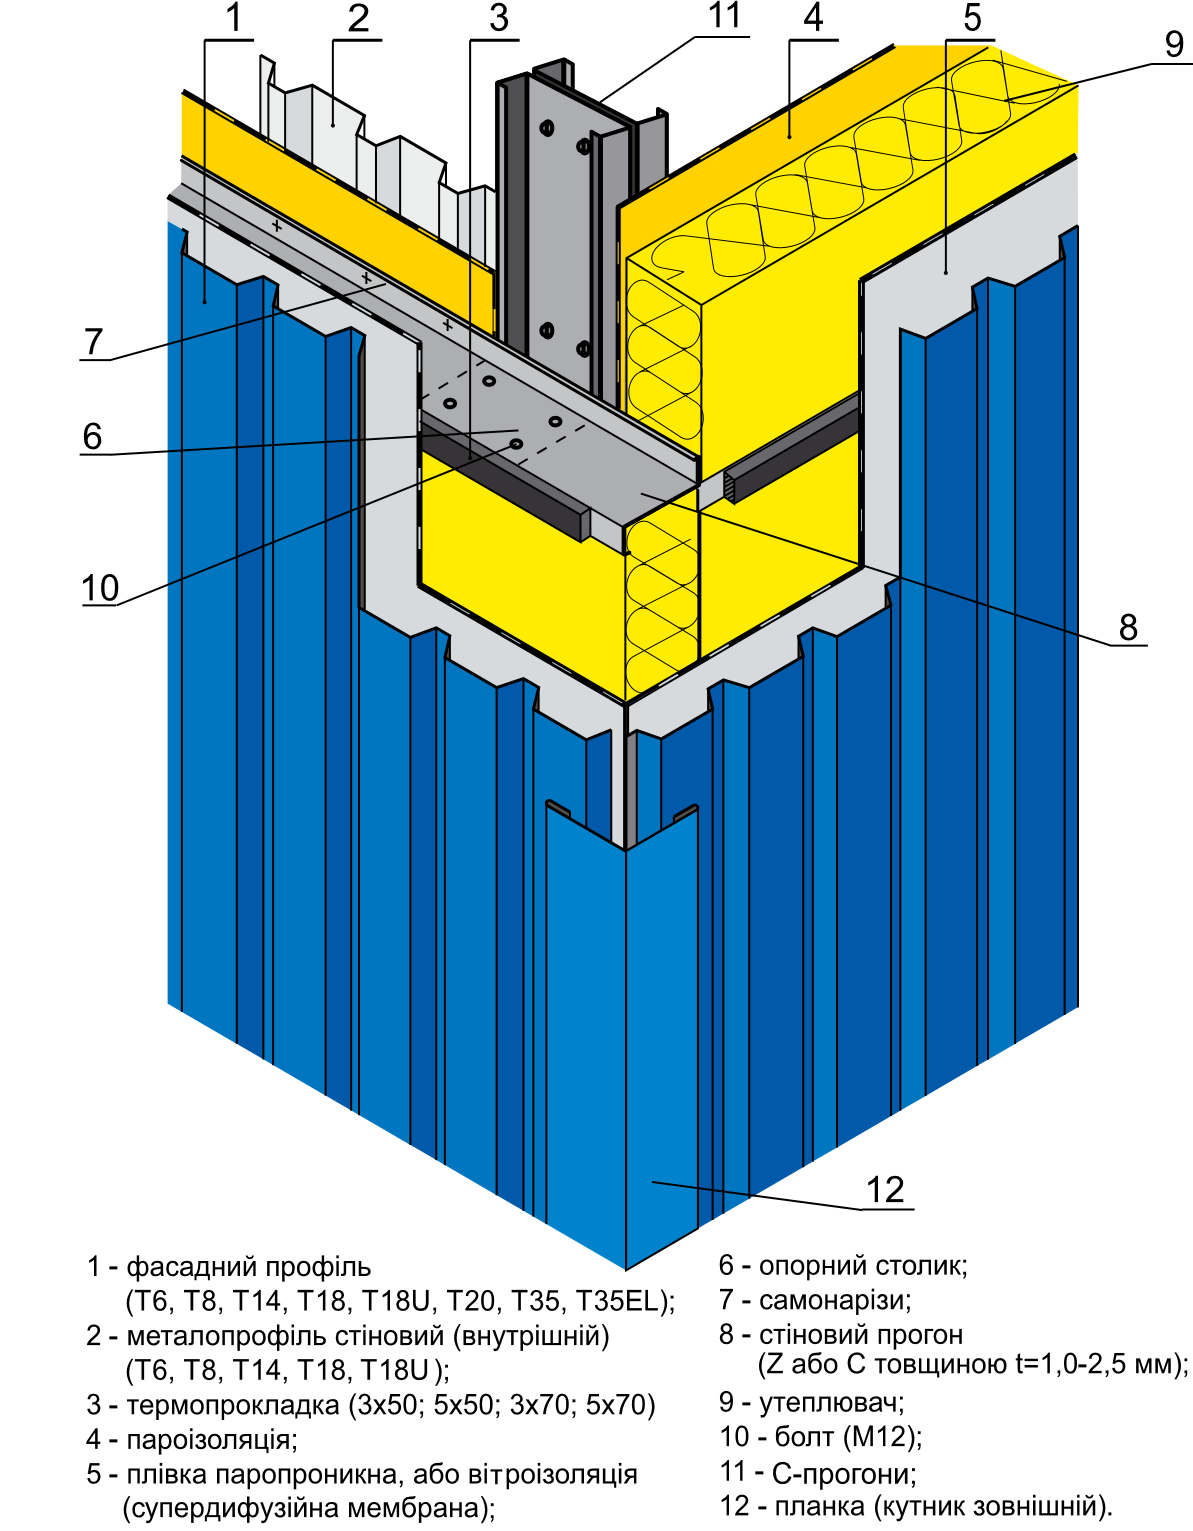 1 2 3 11 4 5 9
7
6
10
8
12
1 - фасадний профіль
(Т6, Т8, Т14, Т18, Т18U, Т20, Т35, Т35EL);
2 - металопрофіль стіновий (внутрішній)
(Т6, Т8, Т14, Т18, Т18U);
3 - термопрокладка (3х50; 5х50; 3х70; 5х70)
4 - пароізоляція;
5 - плівка паропроникна, або вітроізоляція
(супердифузійна мембрана);
6 - опорний столик;
7 - самонарізи;
8 - стіновий прогон
(Z або С товщиною t=1,0-2,5 мм);
9 - утеплювач;
10 - болт (М12);
11 - С-прогони;
12 - планка (кутник зовнішній).